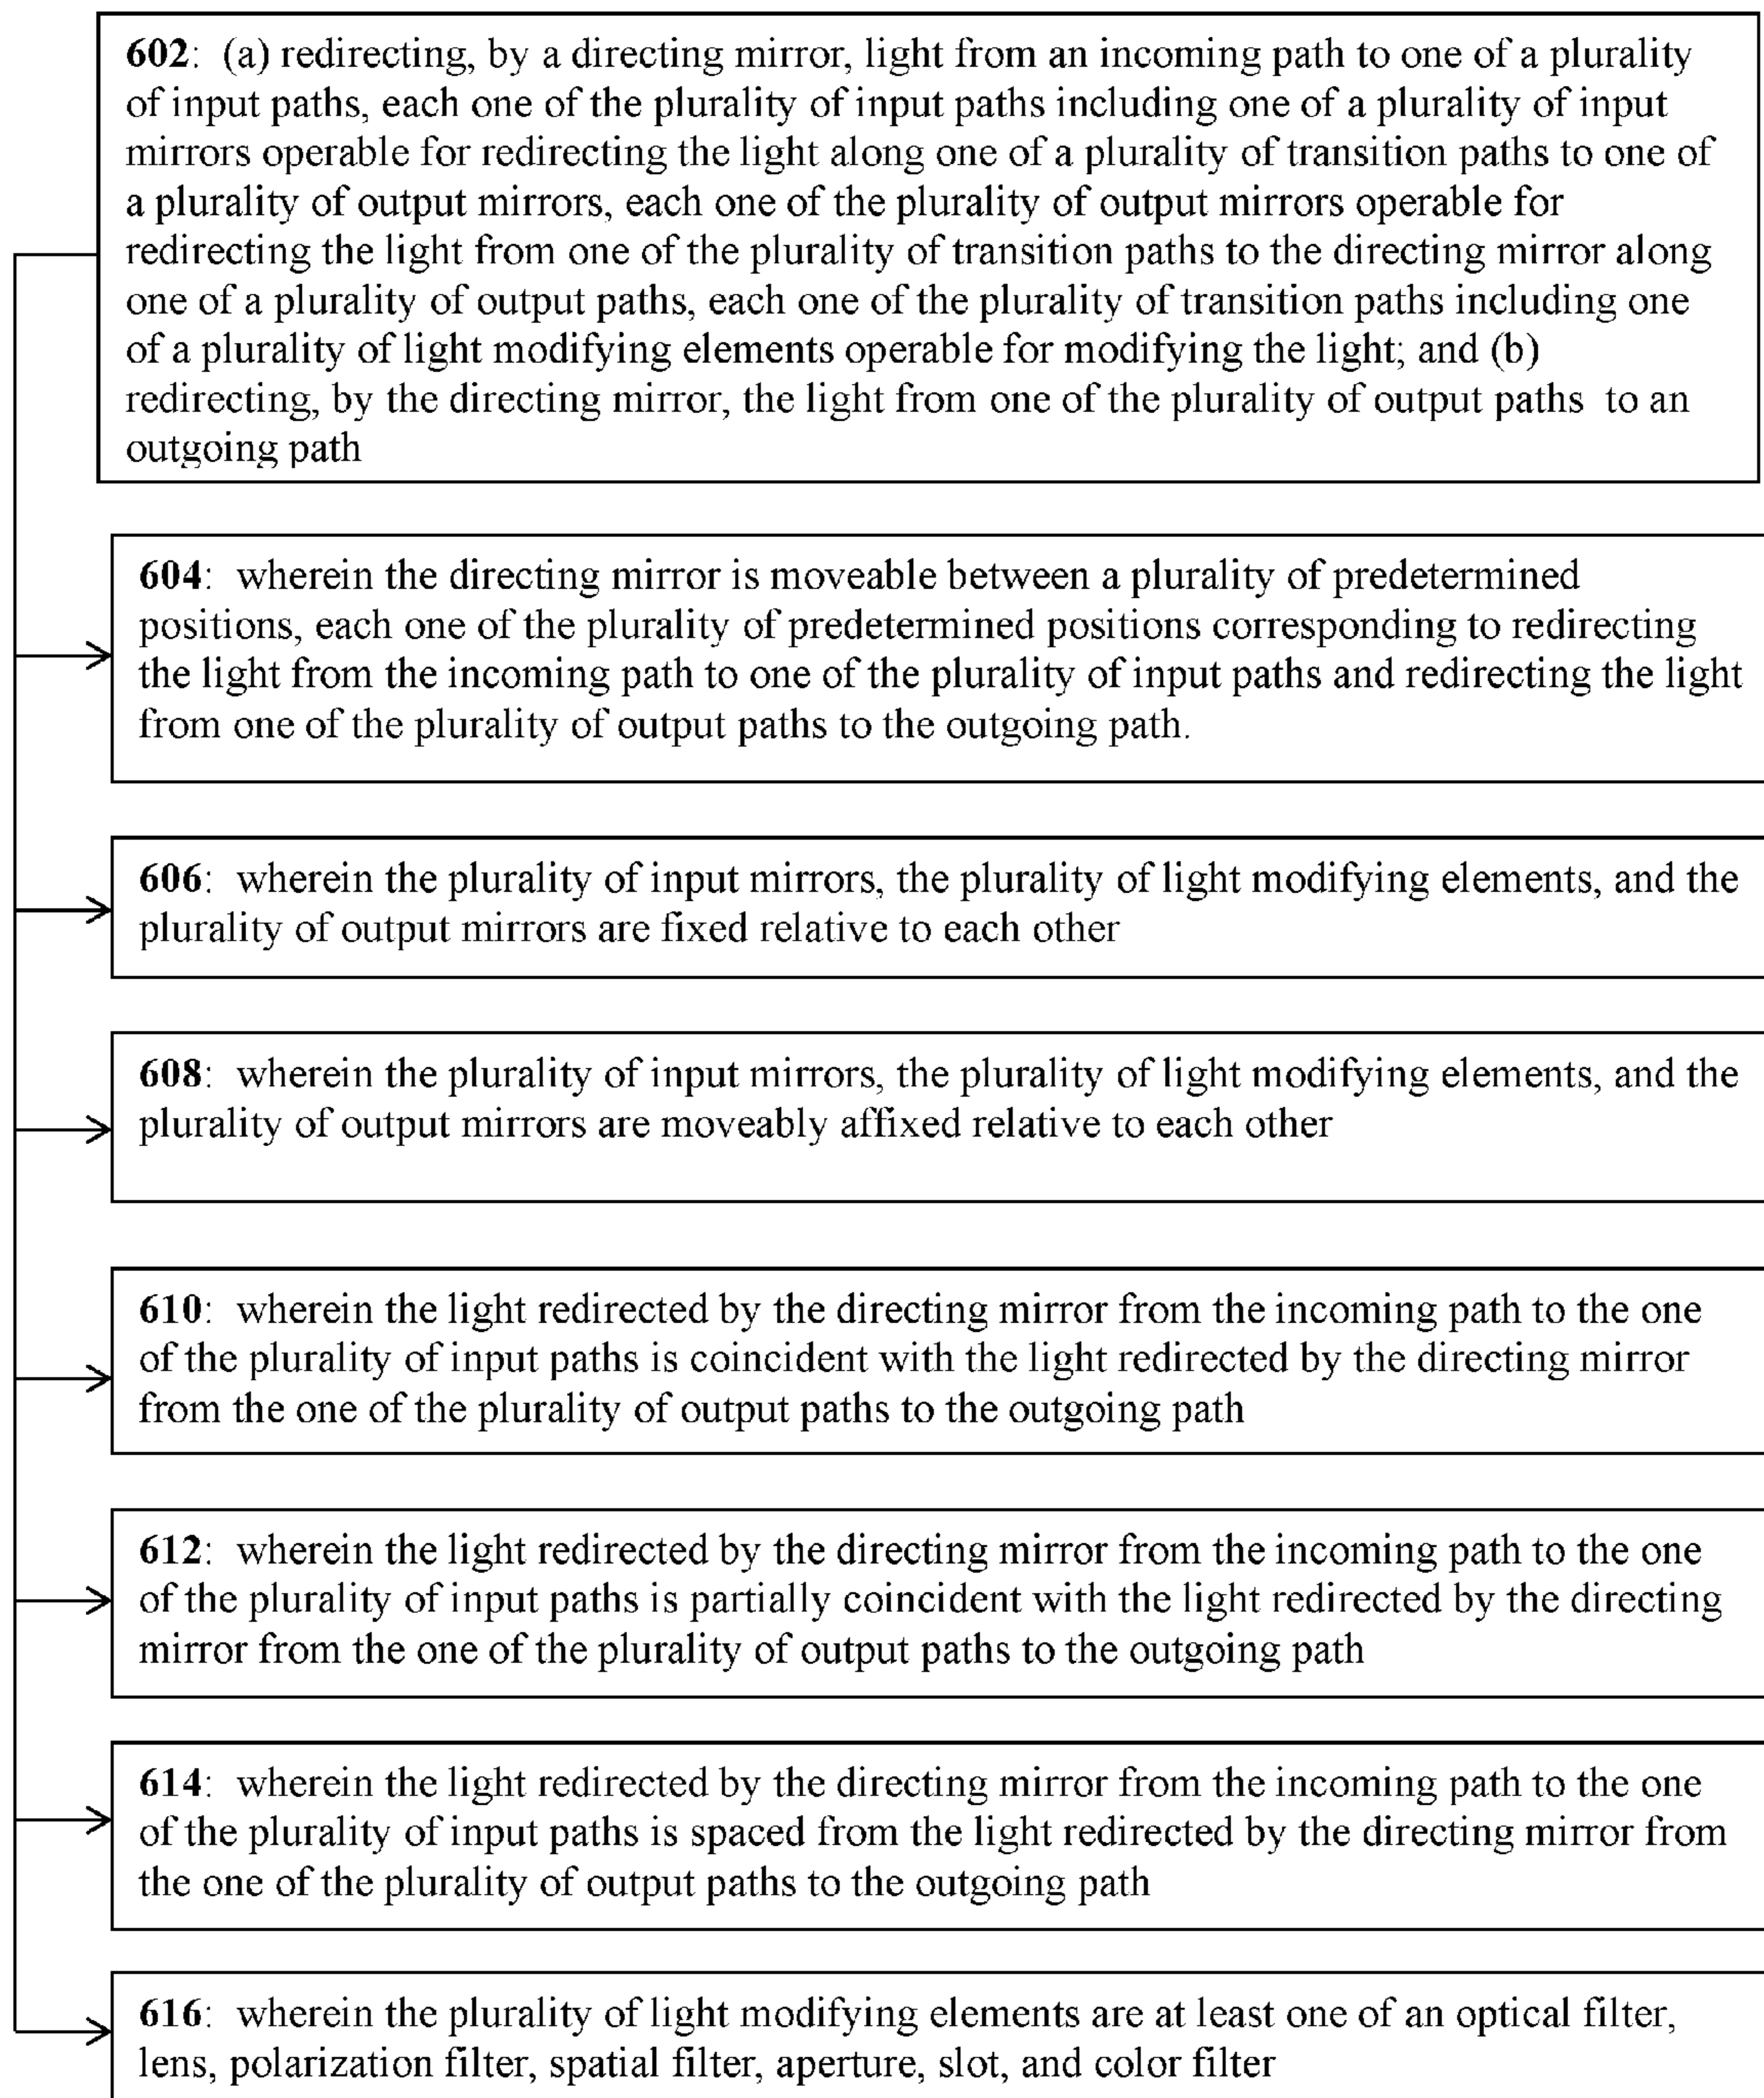 602: (a) redirecting, by a directing mirror, light from an incoming path to one of a plurality
of input paths, each one of the plurality of input paths including one of a plurality of input
mirrors operable for redirecting the light along one of a plurality of transition paths to one of
a plurality of output mirrors, each one of the plurality of output mirrors operable for
redirecting the light from one of the plurality of transition paths to the directing mirror along
one of a plurality of output paths, each one of the plurality of transition paths including one
of a plurality of light modifying elements operable for modifying the light; and (b)
redirecting, by the directing mirror, the light from one of the plurality of output paths to an
outgoing path
604: wherein the directing mirror is moveable between a plurality of predetermined
positions, each one of the plurality of predetermined positions corresponding to redirecting
the light from the incoming path to one of the plurality of input paths and redirecting the light
from one of the plurality of output paths to the outgoing path.
606: wherein the plurality of input mirrors, the plurality of light modifying elements, and the
plurality of output mirrors are fixed relative to each other
608: wherein the plurality of input mirrors, the plurality of light modifying elements, and the
plurality of output mirrors are moveably affixed relative to each other
610: wherein the light redirected by the directing mirror from the incoming path to the one
of the plurality of input paths is coincident with the light redirected by the directing mirror
from the one of the plurality of output paths to the outgoing path
612: wherein the light redirected by the directing mirror from the incoming path to the one
of the plurality of input paths is partially coincident with the light redirected by the directing
mirror from the one of the plurality of output paths to the outgoing path
614: wherein the light redirected by the directing mirror from the incoming path to the one
of the plurality of input paths is spaced from the light redirected by the directing mirror from
the one of the plurality of output paths to the outgoing path
616: wherein the plurality of light modifying elements are at least one of an optical filter,
lens, polarization filter, spatial filter, aperture, slot, and color filter